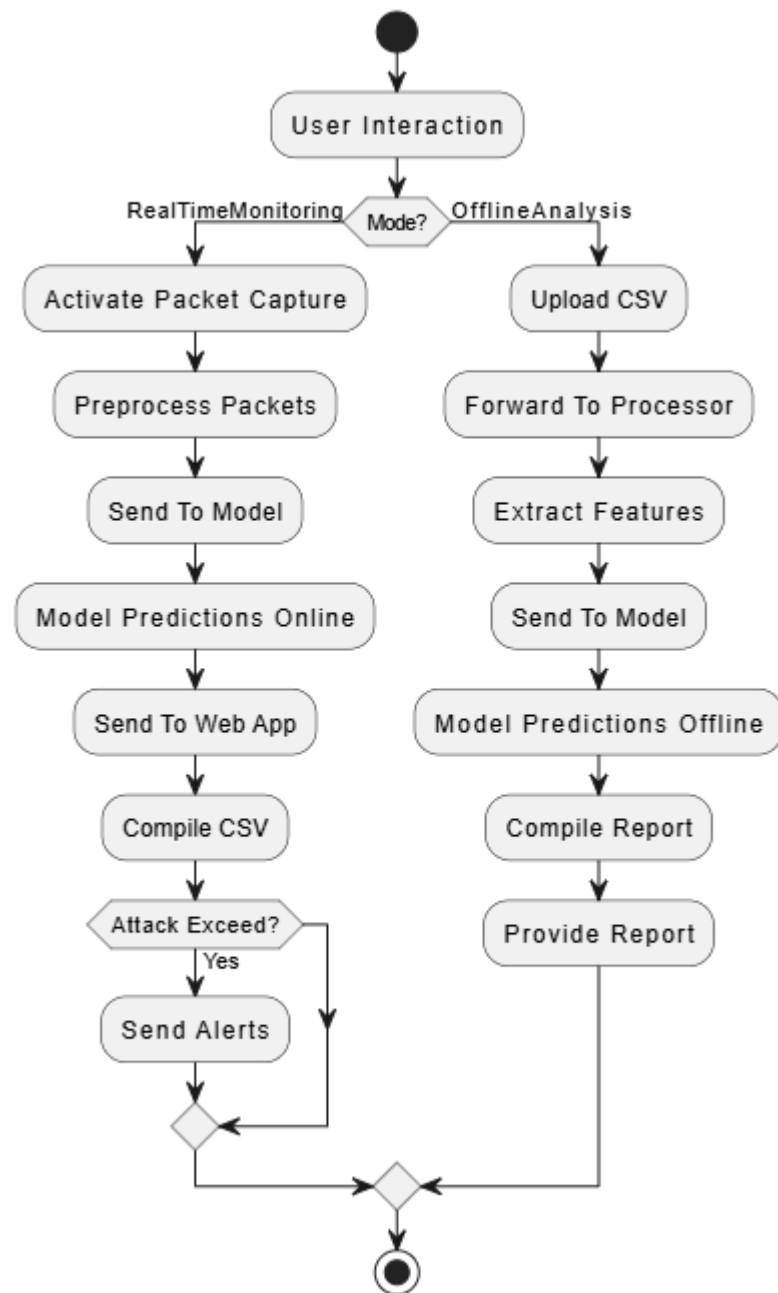 User Interaction
RealTimeMonitoring
Mode?
OfflineAnalysis
Activate Packet Capture
Preprocess Packets
Send To Model
Model Predictions Online
Send To Web App
Compile CSV
Attack Exceed?
Yes
Send Alerts
Upload CSV
Forward To Processor
Extract Features
Send To Model
Model Predictions Offline
Compile Report
Provide Report